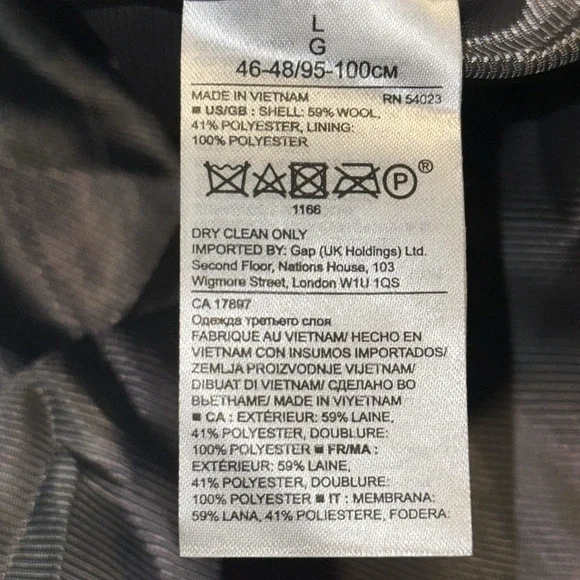 L
G
46-48/95-100CM
MADE IN VIETNAM RN 54023
■ US/GB : SHELL: 59% WOOL,
41% POLYESTER, LINING:
100% POLYESTER
P ®
1166
DRY CLEAN ONLY
IMPORTED BY: Gap (UK Holdings) Ltd.
Second Floor, Nations House, 103
Wigmore Street, London W1U 1QS
CA 17897
Одежда третьего слоя
FABRIQUE AU VIETNAM/ HECHO EN
VIETNAM CON INSUMOS IMPORTADOS/
ZEMLJA PROIZVODNJE VIJETNAM/
DIBUAT DI VIETNAM/ СДЕЛАНО ВО
ВЬЕТНАМЕ/ MADE IN VIYETNAM
■ CA : EXTÉRIEUR: 59% LAINE,
41% POLYESTER, DOUBLURE:
100% POLYESTER ■ FR/MA :
EXTÉRIEUR: 59% LAINE,
41% POLYESTER, DOUBLURE:
100% POLYESTER ■ IT : MEMBRANA:
59% LANA, 41% POLIESTERE, FODERA: